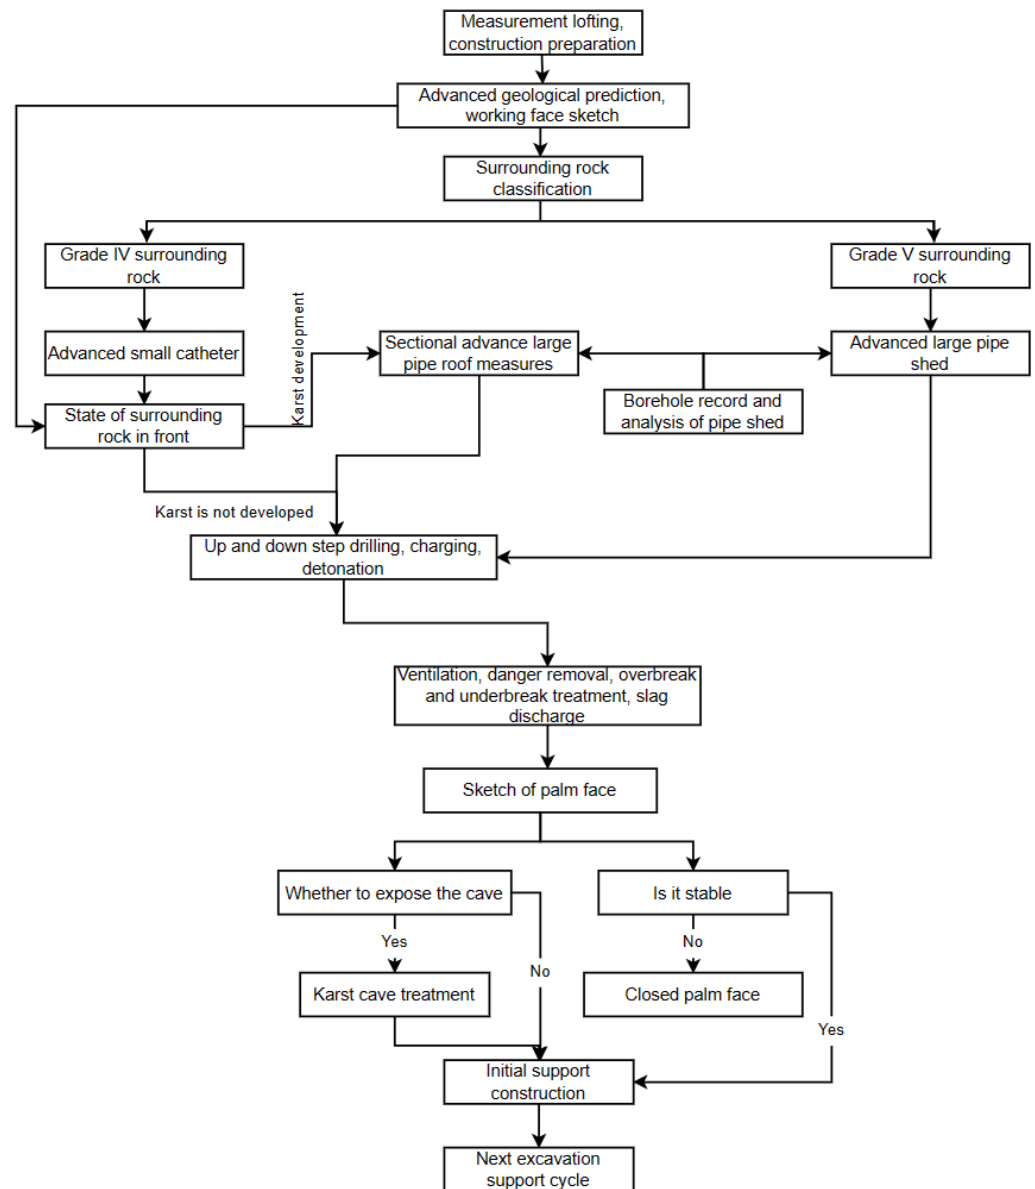 Measurement lofting,
construction preparation
Advanced geological prediction,
working face sketch
Surrounding rock
classification
Grade IV surrounding
rock
Grade V surrounding
rock
Advanced small catheter
Karst development
Sectional advance large
pipe roof measures
Advanced large pipe
shed
Borehole record and
analysis of pipe shed
State of surrounding
rock in front
Karst is not developed
Up and down step drilling, charging,
detonation
Ventilation, danger removal, overbreak
and underbreak treatment, slag
discharge
Sketch of palm face
Whether to expose the cave
Is it stable
Yes
No
No
Karst cave treatment
Closed palm face
Yes
Initial support
construction
Next excavation
support cycle